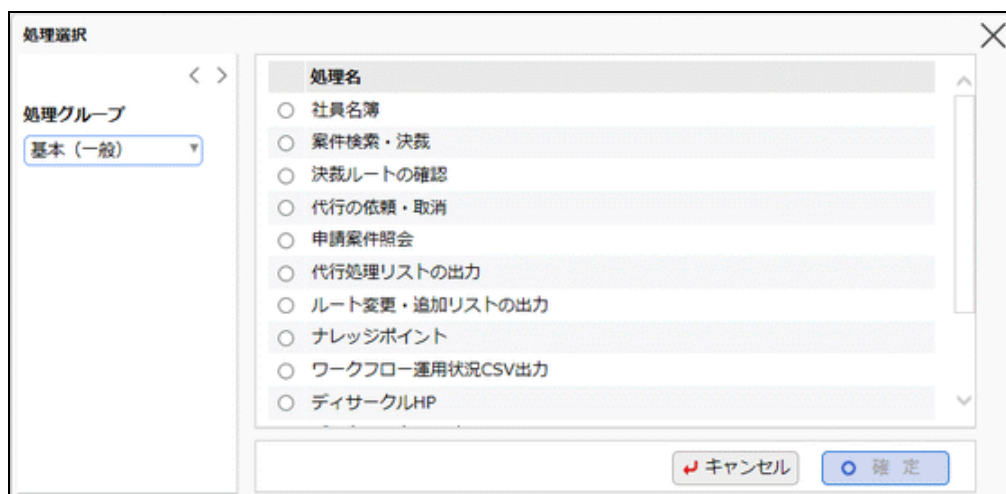 処理選択
処理グループ
基本（一般）
処理名
社員名簿
案件検索・決裁
決裁ルートの確認
代行の依頼・取消
申請案件照会
代行処理リストの出力
ルート変更・追加リストの出力
ナレッジポイント
ワークフロー運用状況CSV出力
ディサークルHP
キャンセル
確 定